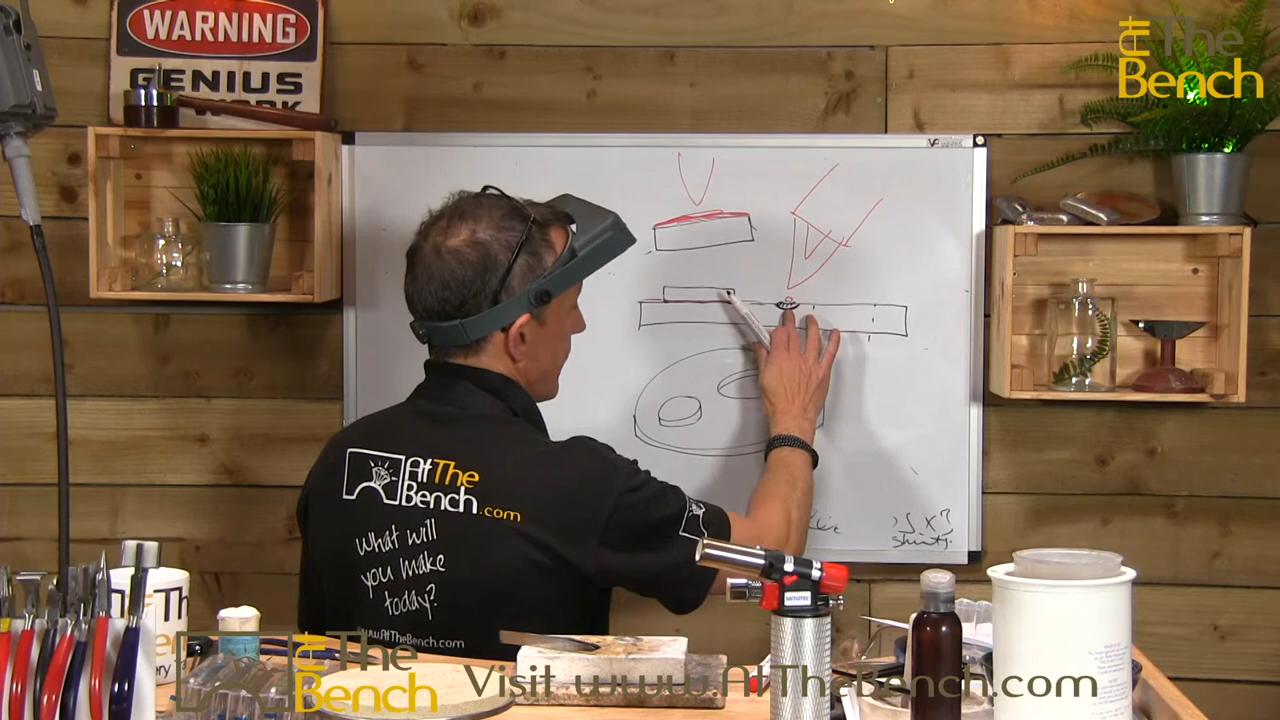 WARNING
GENIUS
WORK
At The
Bench
AtThe
Bench.com
What will
you make
today?
www.AtTheBench.com
At The
Bench
Visit www.AtTheBench.com